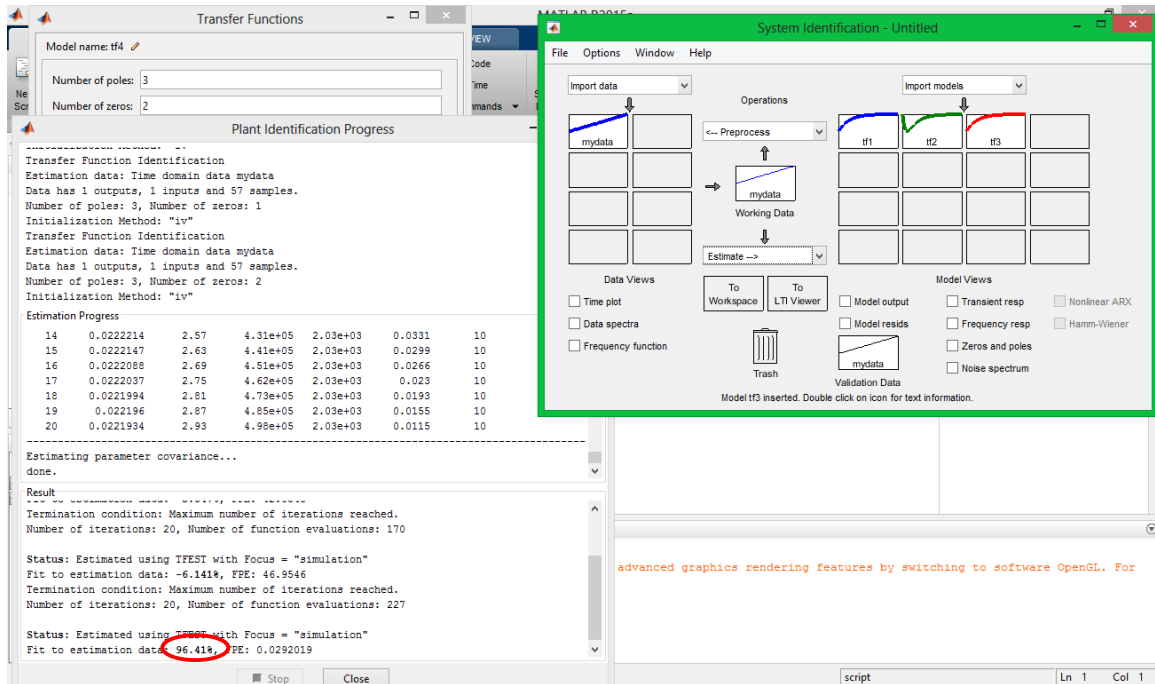 MATLAB R2015a
Transfer Functions
Model name: tf4
Number of poles: 3
Number of zeros: 2
VIEW
Code
Time
Commands
Ne
Scr
Plant Identification Progress
Initialization Method: "iv"
Transfer Function Identification
Estimation data: Time domain data mydata
Data has 1 outputs, 1 inputs and 57 samples.
Number of poles: 3, Number of zeros: 1
Initialization Method: "iv"
Transfer Function Identification
Estimation data: Time domain data mydata
Data has 1 outputs, 1 inputs and 57 samples.
Number of poles: 3, Number of zeros: 2
Initialization Method: "iv"
Estimation Progress
14 0.0222214 2.57 4.31e+05 2.03e+03 0.0331 10
15 0.0222147 2.63 4.41e+05 2.03e+03 0.0299 10
16 0.0222088 2.69 4.51e+05 2.03e+03 0.0266 10
17 0.0222037 2.75 4.62e+05 2.03e+03 0.023 10
18 0.0221994 2.81 4.73e+05 2.03e+03 0.0193 10
19 0.022196 2.87 4.85e+05 2.03e+03 0.0155 10
20 0.0221934 2.93 4.98e+05 2.03e+03 0.0115 10
Estimating parameter covariance...
done.
Result
Termination condition: Maximum number of iterations reached.
Number of iterations: 20, Number of function evaluations: 170
Status: Estimated using TFEST with Focus = "simulation"
Fit to estimation data: -6.141%, FPE: 46.9546
Termination condition: Maximum number of iterations reached.
Number of iterations: 20, Number of function evaluations: 227
Status: Estimated using TFEST with Focus = "simulation"
Fit to estimation data: 96.41%, FPE: 0.0292019
Stop Close
System Identification - Untitled
File Options Window Help
Import data
Import models
Operations
<-- Preprocess
mydata
tf1 tf2 tf3
mydata
Working Data
Estimate -->
Data Views
Time plot
Data spectra
Frequency function
To Workspace
To LTI Viewer
Trash
Model Views
Model output
Model resids
Transient resp
Frequency resp
Zeros and poles
Noise spectrum
Nonlinear ARX
Hamm-Wiener
mydata
Validation Data
Model tf3 inserted. Double click on icon for text information.
advanced graphics rendering features by switching to software OpenGL. For
script Ln 1 Col 1